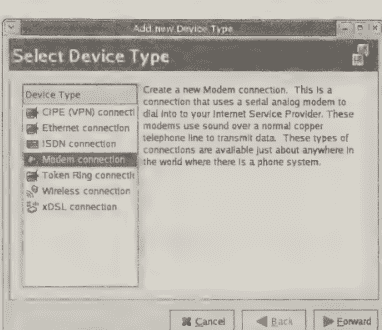 Add new Device Type
Select Device Type
Device Type
CIPE (VPN) connecti
Ethernet connection
ISDN connection
Modem connection
Token Ring connectic
Wireless connection
xDSL connection
Create a new Modem connection. This is a
connection that uses a serial analog modem to
dial into to your Internet Service Provider. These
modems use sound over a normal copper
telephone line to transmit data. These types of
connections are available just about anywhere in
the world where there is a phone system.
Cancel
Back
Forward